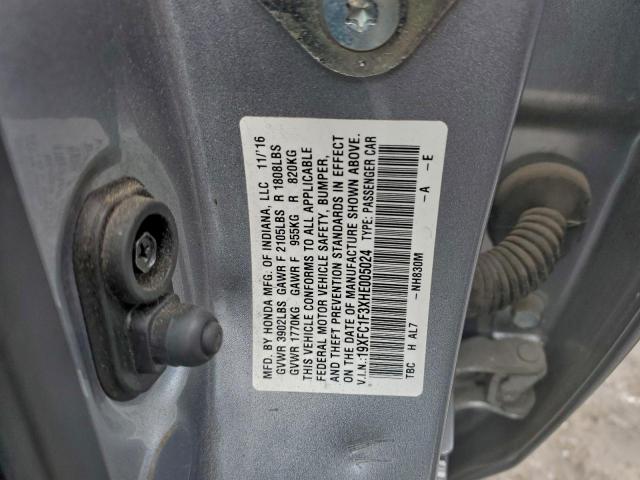 MFD. BY HONDA MFG. OF INDIANA, LLC 11/'16
GVWR 3902LBS GAWR F 2105LBS R 1808LBS
GVWR 1770KG GAWR F 955KG R 820KG
THIS VEHICLE CONFORMS TO ALL APPLICABLE
FEDERAL MOTOR VEHICLE SAFETY, BUMPER,
AND THEFT PREVENTION STANDARDS IN EFFECT
ON THE DATE OF MANUFACTURE SHOWN ABOVE.
V.I.N.:19XFC1F3XHE005024 TYPE: PASSENGER CAR
TBC H AL7 -NH830M -A -E